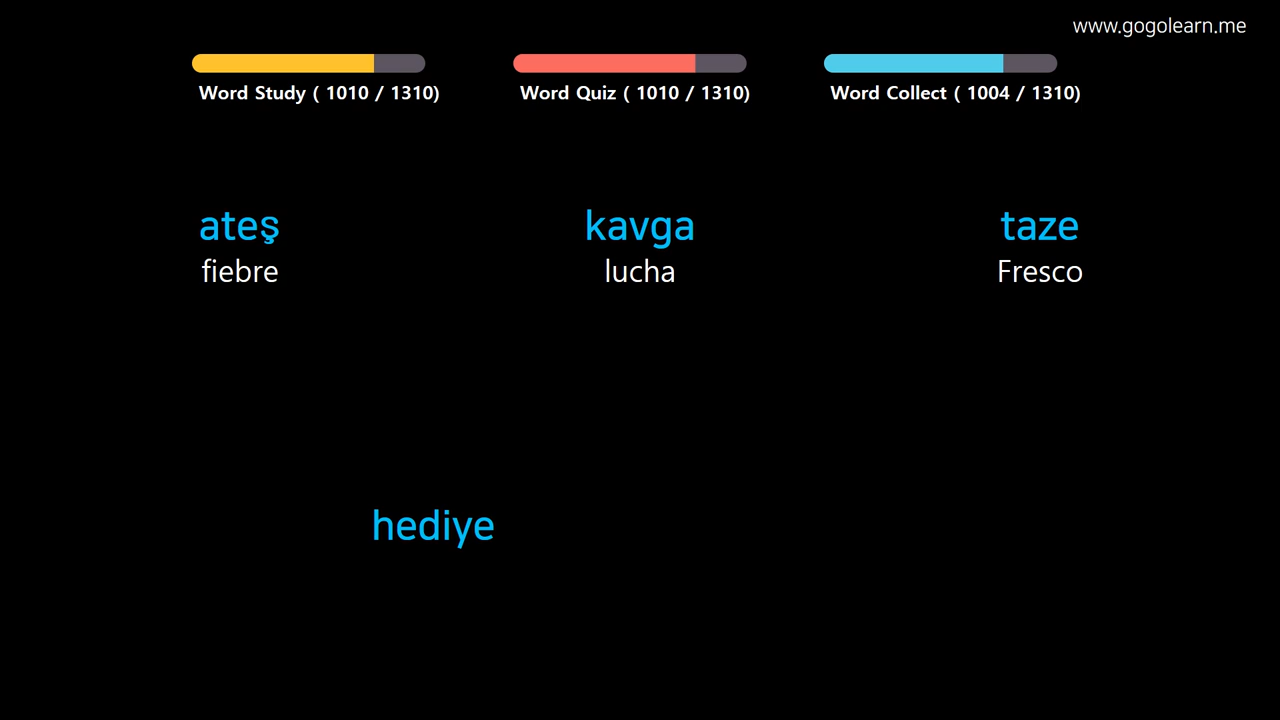 www.gogolearn.me
Word Study ( 1010 / 1310)
Word Quiz ( 1010 / 1310)
Word Collect ( 1004 / 1310)
ateş
fiebre
kavga
lucha
taze
Fresco
hediye